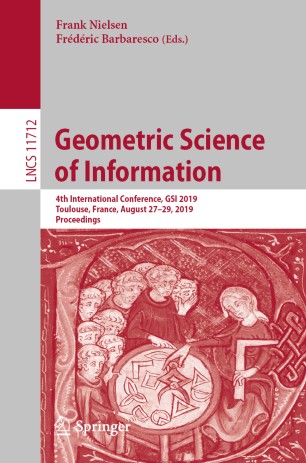 Frank Nielsen
Frédéric Barbaresco (Eds.)
LNCS 11712
Geometric Science
of Information
4th International Conference, GSI 2019
Toulouse, France, August 27–29, 2019
Proceedings
Springer